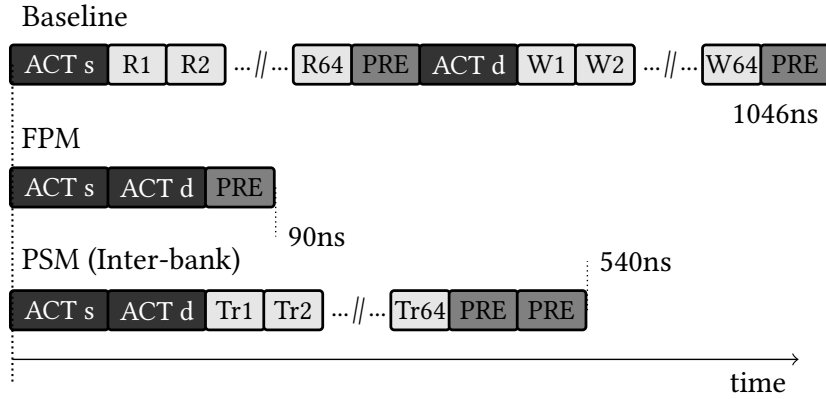 Baseline
ACT s R1 R2 ...//... R64 PRE ACT d W1 W2 ...//... W64 PRE
1046ns
FPM
ACT s ACT d PRE
90ns
PSM (Inter-bank)
540ns
ACT s ACT d Tr1 Tr2 ...//... Tr64 PRE PRE
time